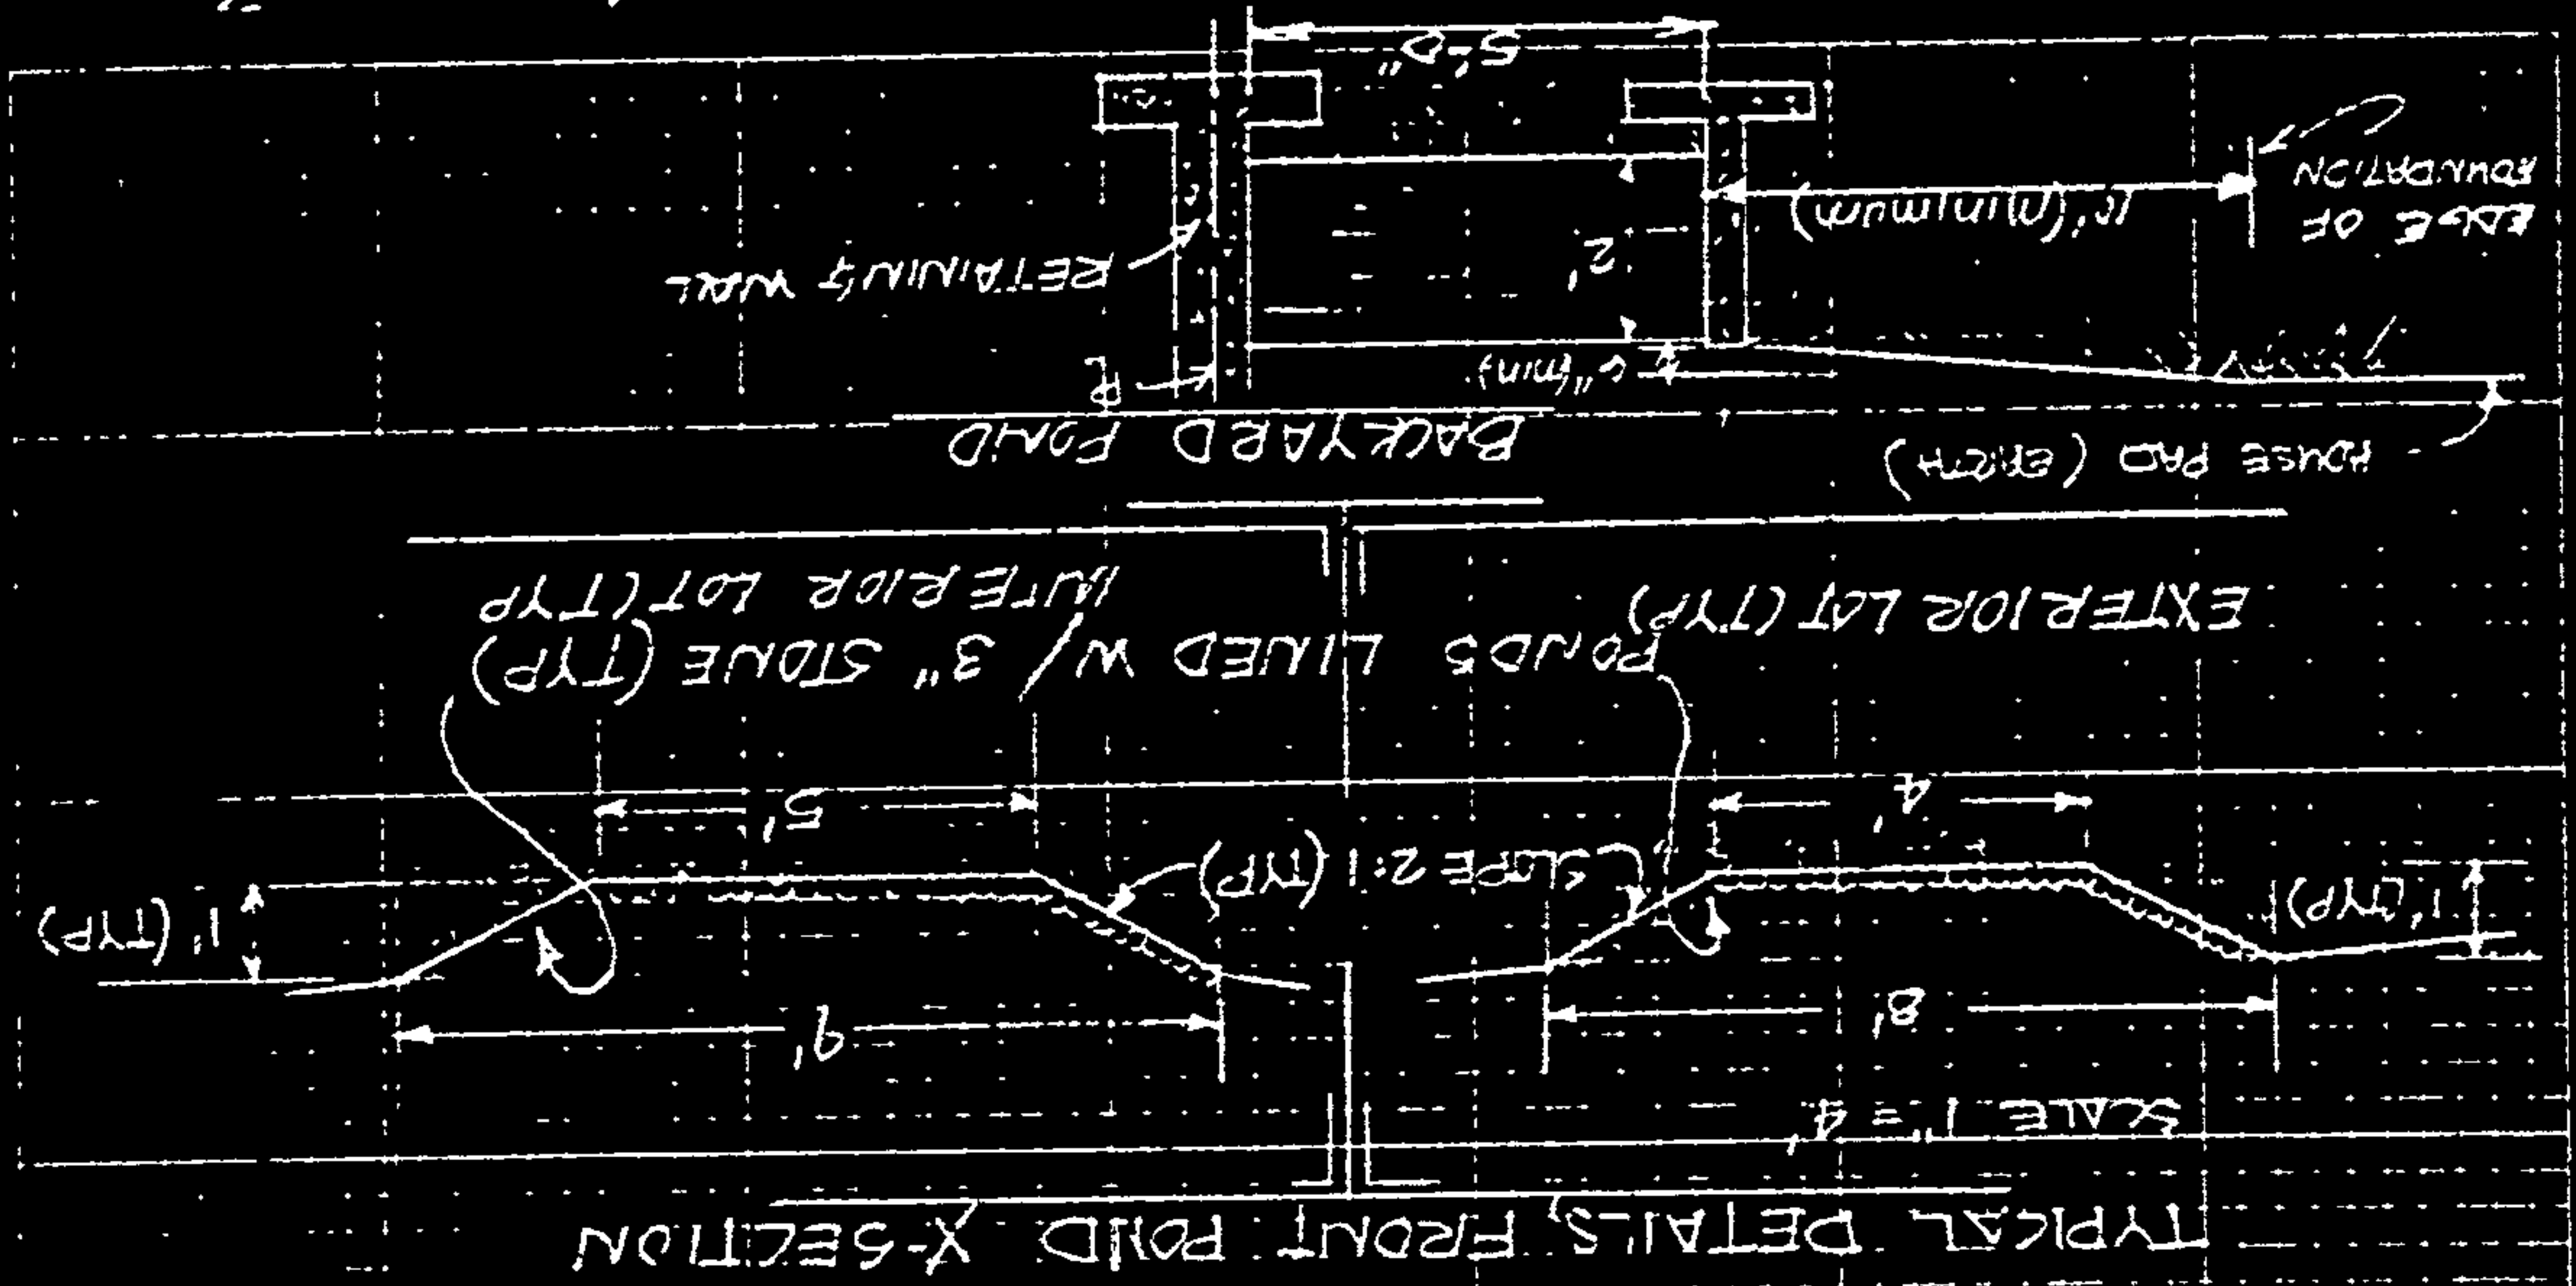 TYPICAL DETAILS, FRONT POND X-SECTION
SCALE 1" = 4'
8'
9'
1' (TYP)
SLOPE 2:1 (TYP)
1' (TYP)
4'
5'
PONDS LINED W/ 3" STONE (TYP)
EXTERIOR LOT (TYP)
INTERIOR LOT (TYP
HOUSE PAD (EARTH)
BACKYARD POND
6"(min)
PL
RETAINING WALL
2'
EDGE OF
FOUNDATION
10'(minimum)
5'-0"